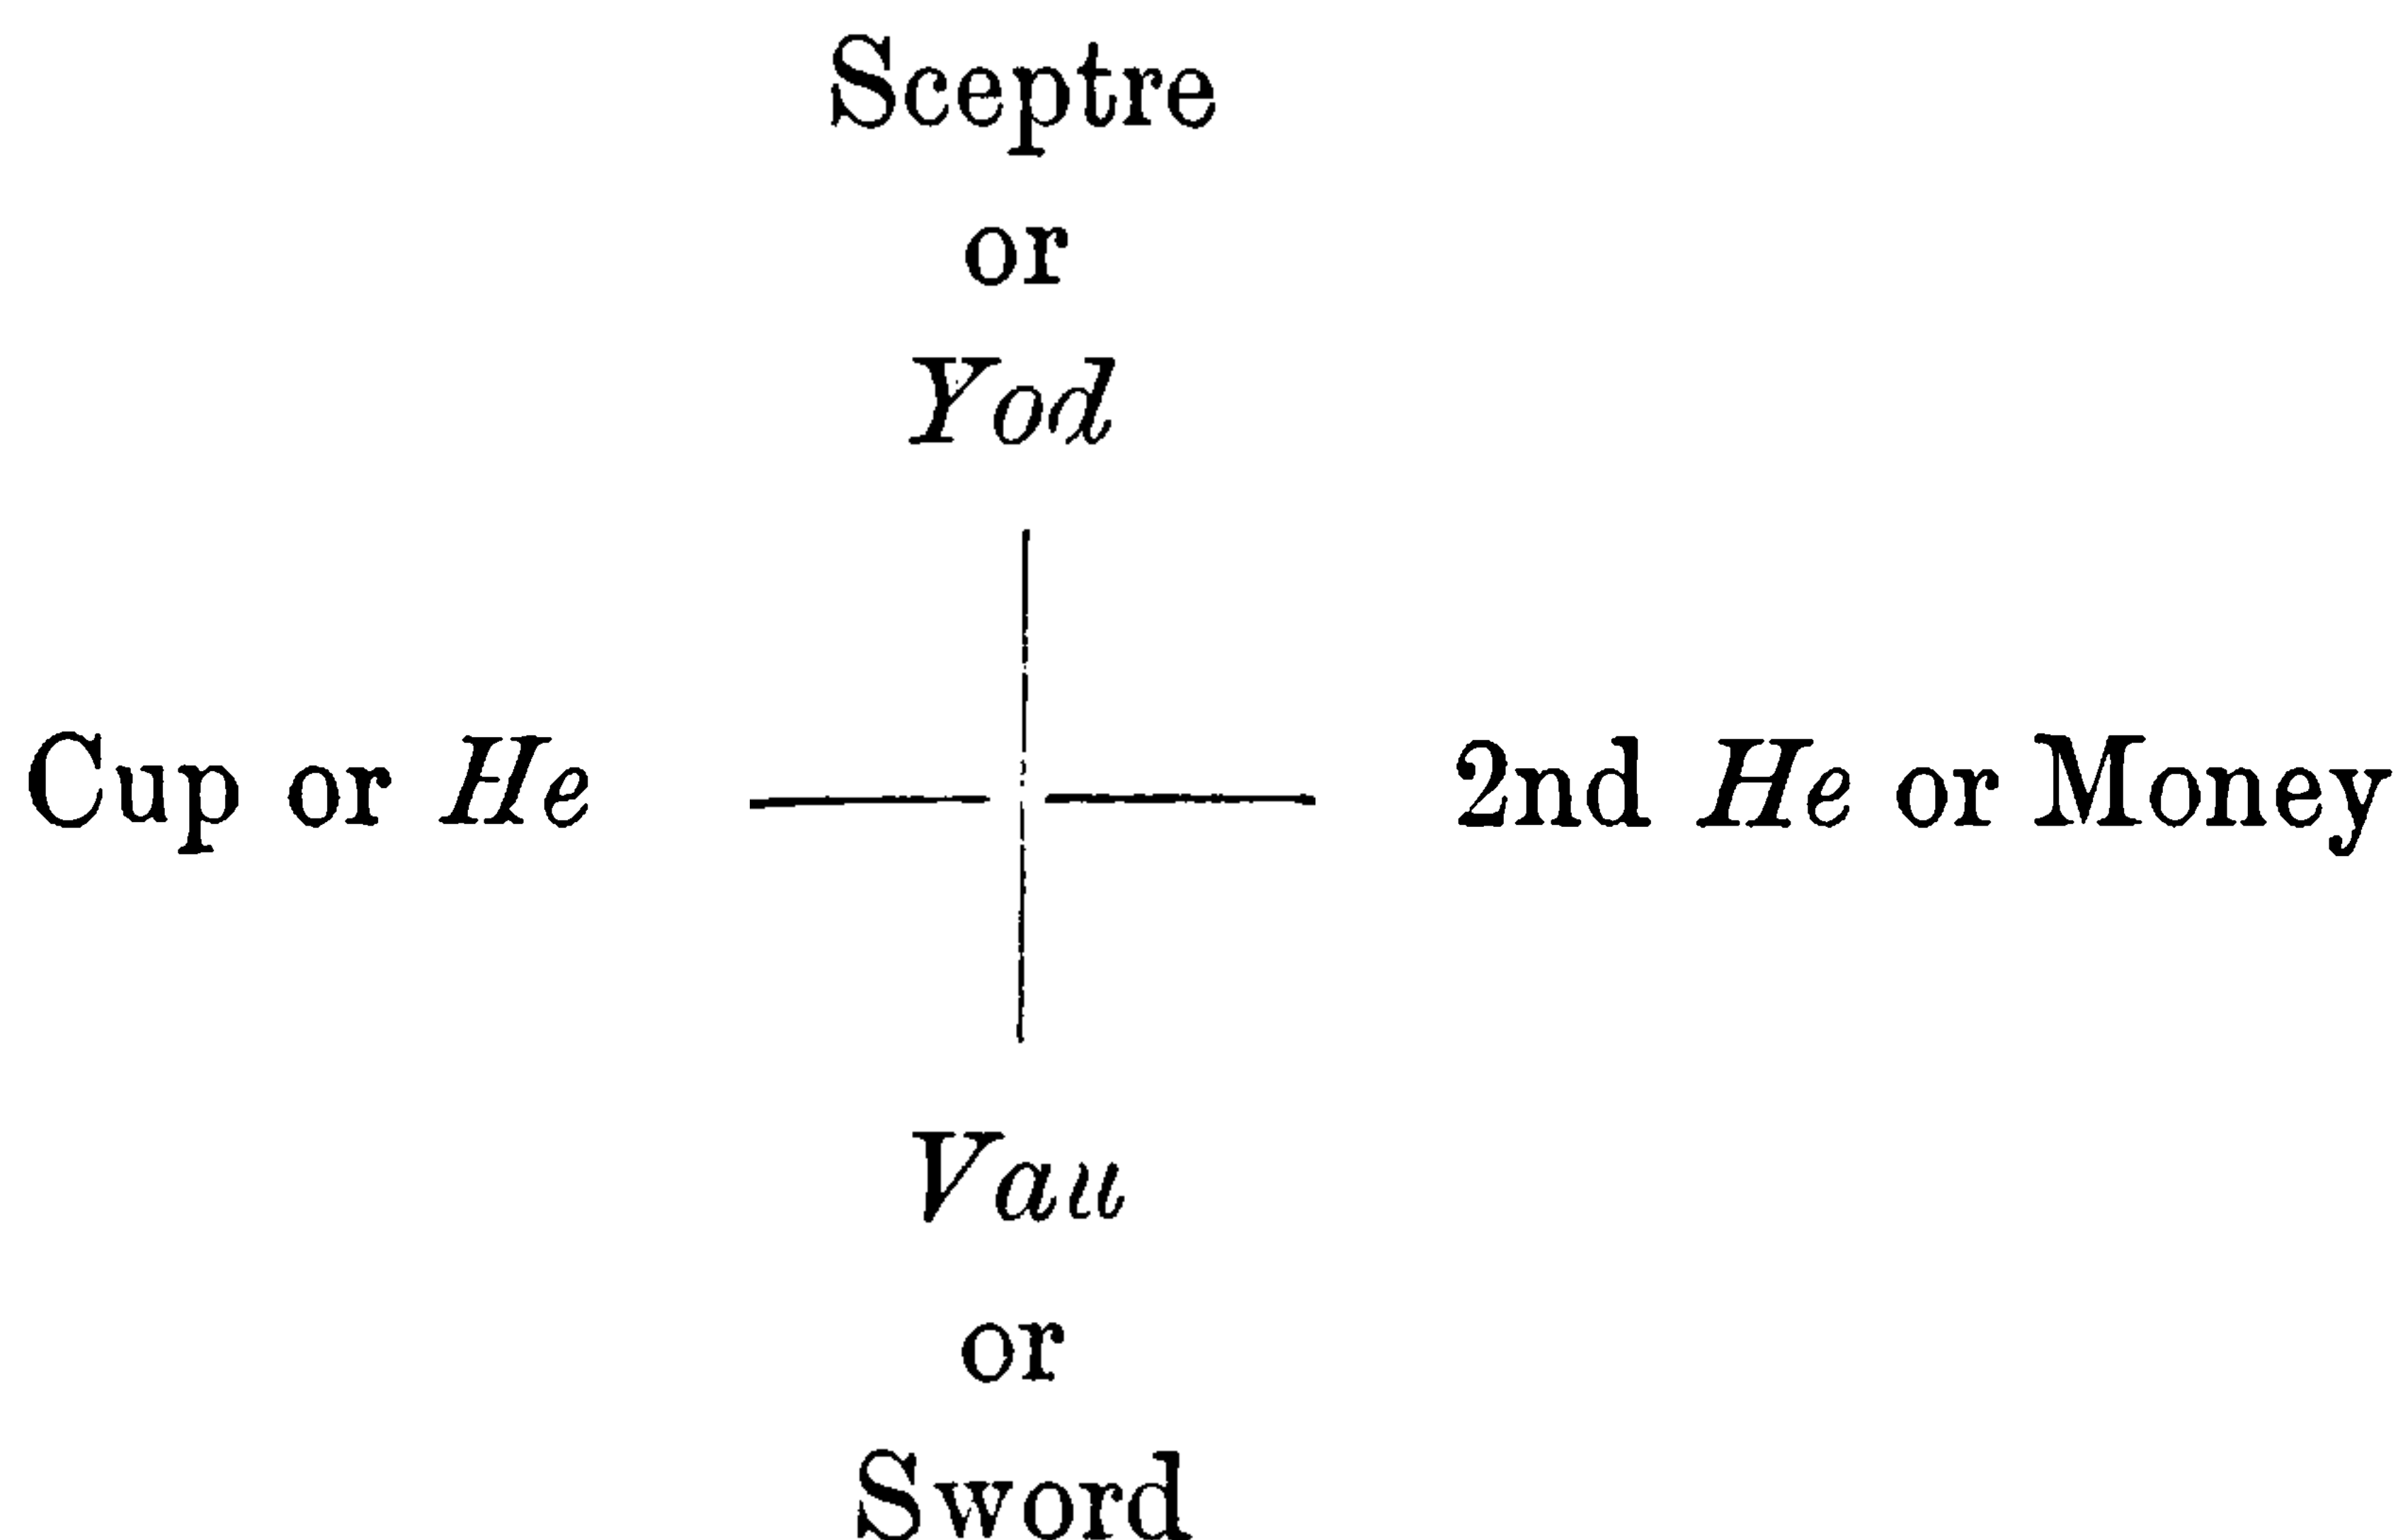 Sceptre
or
Yod
Cup or He
2nd He or Money
Vau
or
Sword